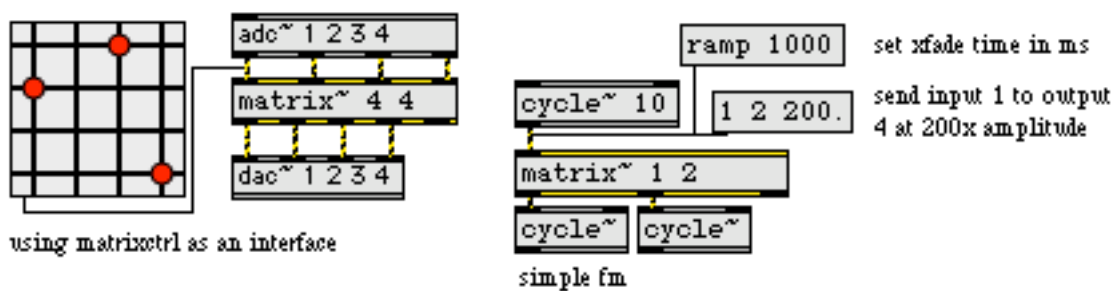 adc~ 1 2 3 4
matrix~ 4 4
dac~ 1 2 3 4
using matrixctrl as an interface
ramp 1000
set xfade time in ms
cycle~ 10
1 2 200.
send input 1 to output
4 at 200x amplitude
matrix~ 1 2
cycle~
cycle~
simple fm